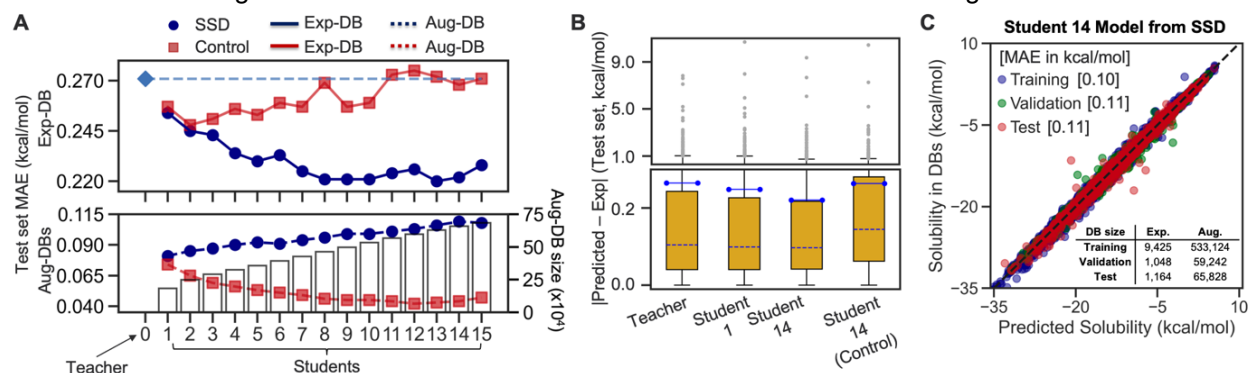 A
SSD
Exp-DB
Aug-DB
Control
Exp-DB
Aug-DB
Test set MAE (kcal/mol)
Exp-DB
Aug-DBs
0.270
0.245
0.220
0.115
0.090
0.065
0.040
75
50
25
0
Aug-DB size (x10⁴)
0 1 2 3 4 5 6 7 8 9 10 11 12 13 14 15
Teacher
Students
B
|Predicted – Exp| (Test set, kcal/mol)
9.0
5.0
1.0
0.2
0.0
Teacher
Student
1
Student
14
Student
14
(Control)
C
Student 14 Model from SSD
[MAE in kcal/mol]
Training [0.10]
Validation [0.11]
Test [0.11]
Solubility in DBs (kcal/mol)
10
−5
−20
−35
DB size Exp. Aug.
Training 9,425 533,124
Validation 1,048 59,242
Test 1,164 65,828
−35 −20 −5 10
Predicted Solubility (kcal/mol)